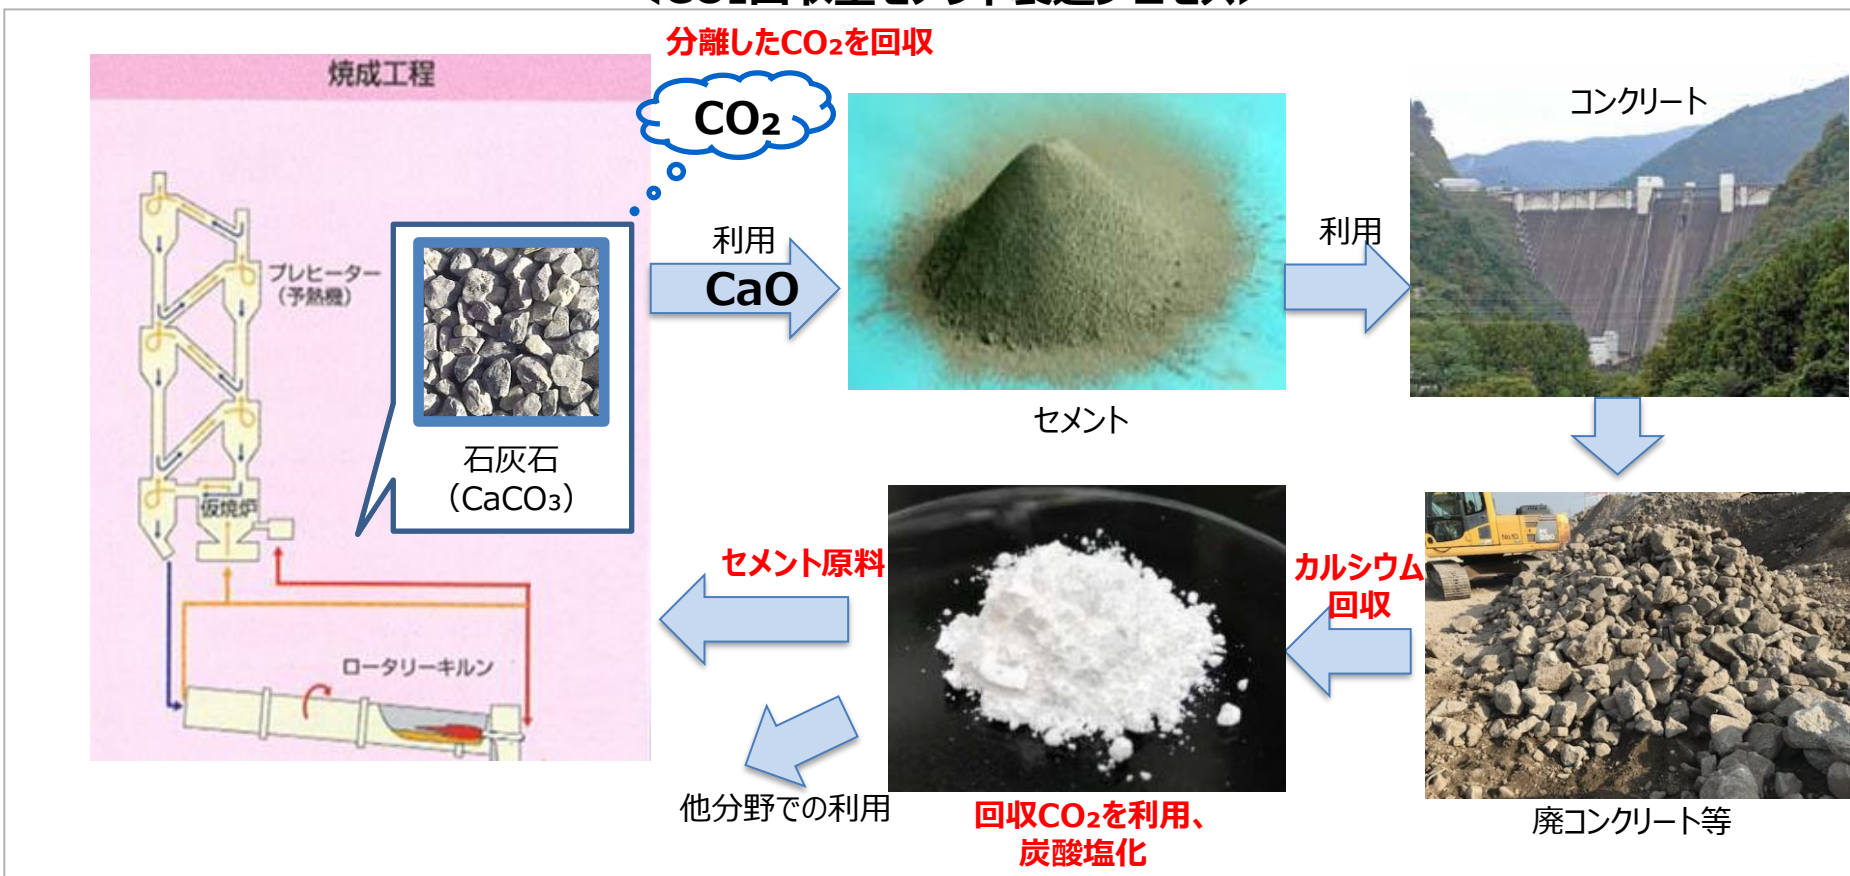 分離したCO₂を回収
焼成工程
CO₂
コンクリート
プレヒーター
（予熱機）
利用
CaO
利用
石灰石
（CaCO₃）
セメント
仮焼炉
セメント原料
カルシウム
回収
ロータリーキルン
他分野での利用
回収CO₂を利用、
炭酸塩化
廃コンクリート等